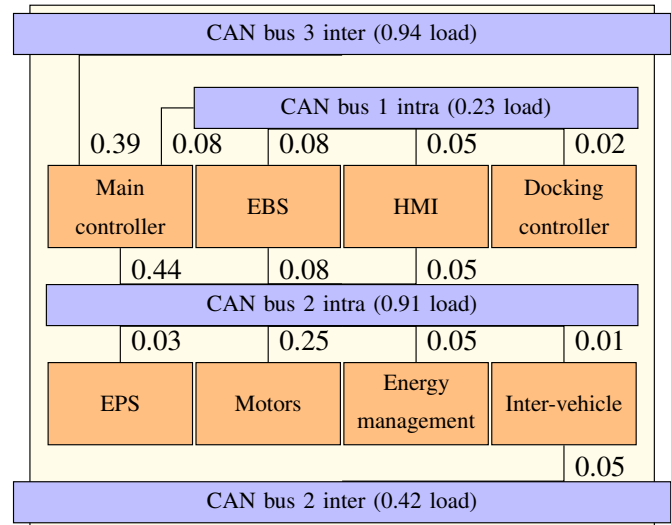 CAN bus 3 inter (0.94 load)
CAN bus 1 intra (0.23 load)
0.39 0.08 0.08 0.05 0.02
Main
controller
EBS
HMI
Docking
controller
0.44 0.08 0.05
CAN bus 2 intra (0.91 load)
0.03 0.25 0.05 0.01
EPS
Motors
Energy
management
Inter-vehicle
0.05
CAN bus 2 inter (0.42 load)